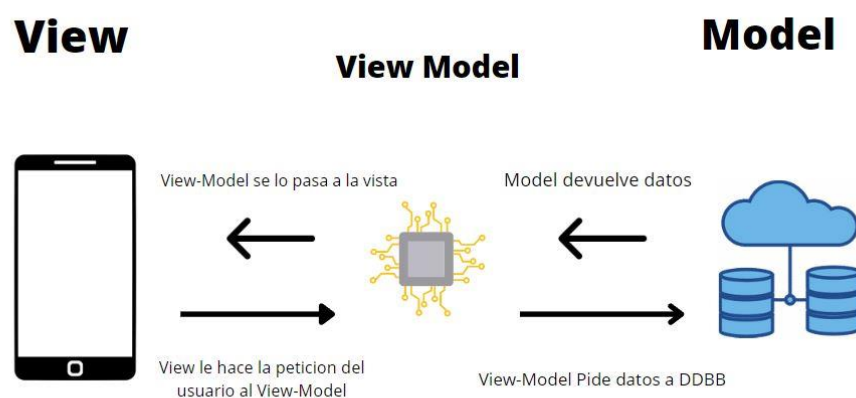 View
View Model
Model
View-Model se lo pasa a la vista
Model devuelve datos
View le hace la peticion del
usuario al View-Model
View-Model Pide datos a DDBB